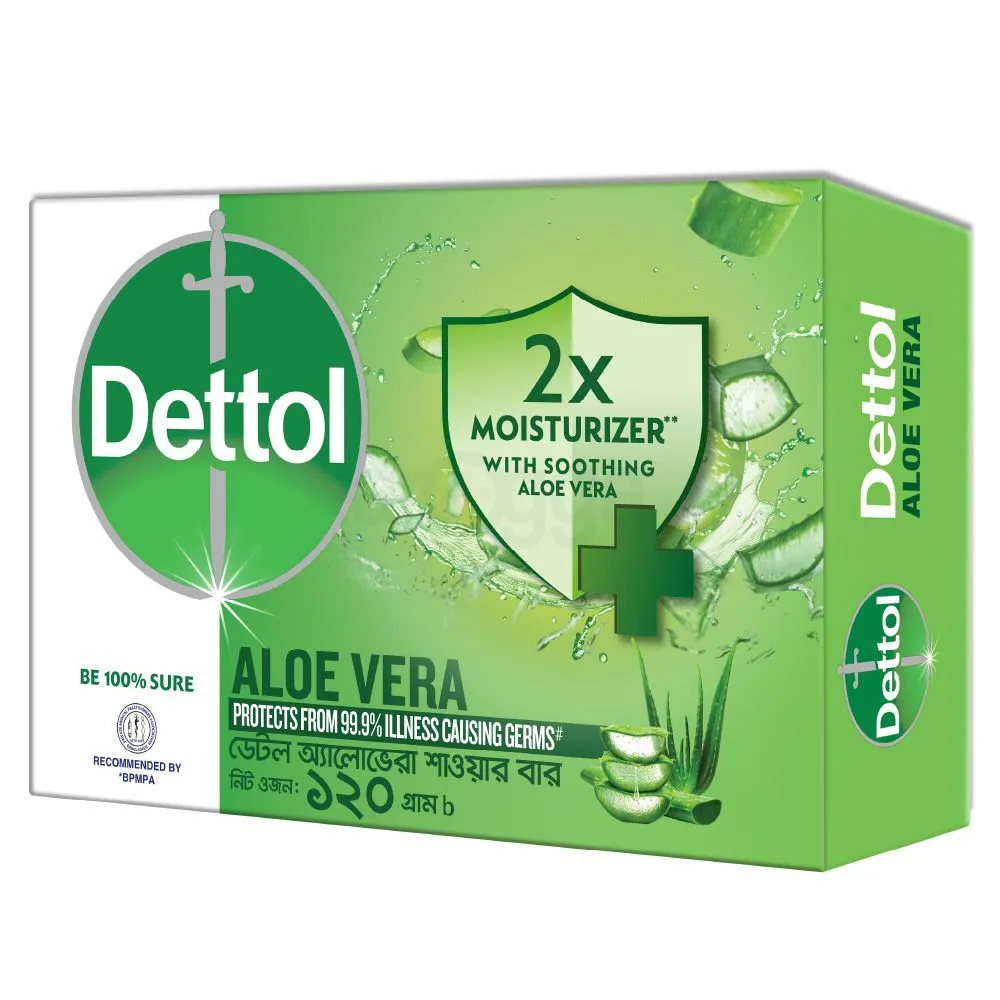 Dettol
BE 100% SURE
RECOMMENDED BY
*BPMPA
2x
MOISTURIZER**
WITH SOOTHING
ALOE VERA
ALOE VERA
PROTECTS FROM 99.9% ILLNESS CAUSING GERMS#
ডেটল অ্যালোভেরা শাওয়ার বার
নিট ওজন: ১২০ গ্রাম b
Dettol
ALOE VERA
Dettol